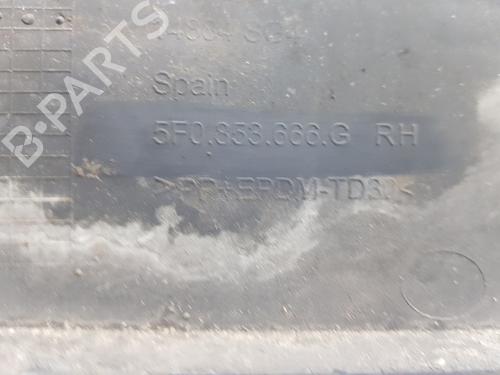 B-PARTS
Spain
5F0.853.666.G RH
>PP+EPDM-TD30<